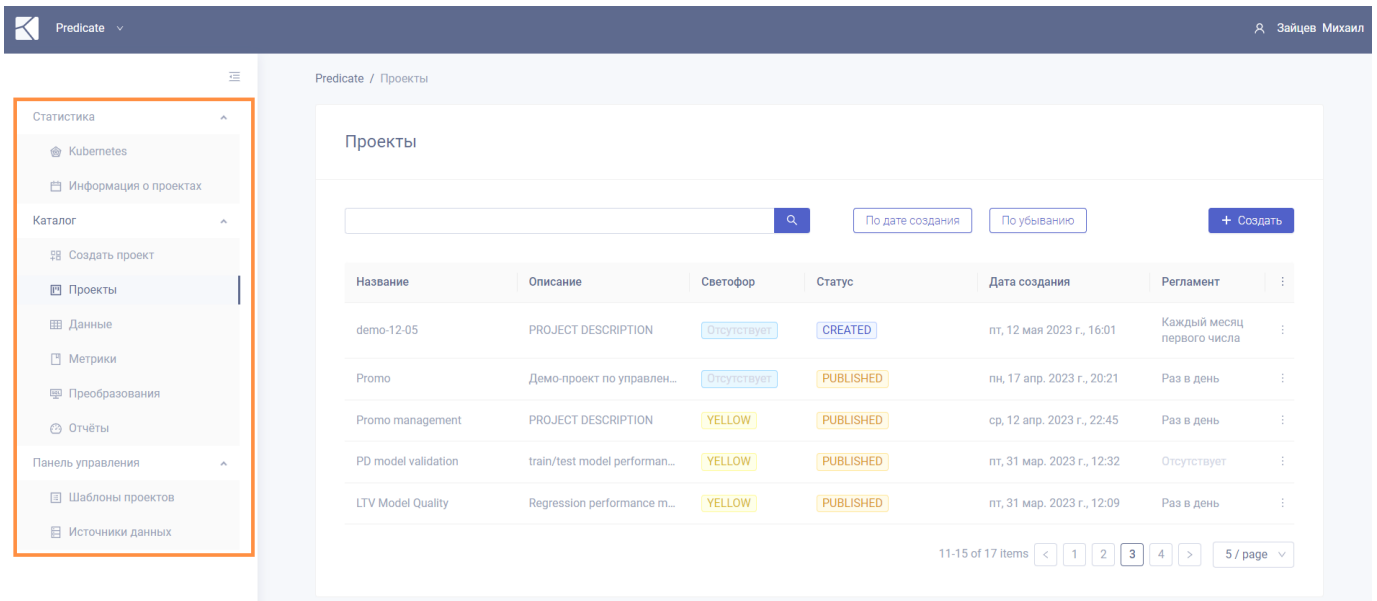 Predicate
Зайцев Михаил
Статистика
Kubernetes
Информация о проектах
Каталог
Создать проект
Проекты
Данные
Метрики
Преобразования
Отчёты
Панель управления
Шаблоны проектов
Источники данных
Predicate / Проекты
Проекты
По дате создания По убыванию + Создать
Название Описание Светофор Статус Дата создания Регламент
demo-12-05 PROJECT DESCRIPTION Отсутствует CREATED пт, 12 мая 2023 г., 16:01 Каждый месяц
первого числа
Promo Демо-проект по управлен... Отсутствует PUBLISHED пн, 17 апр. 2023 г., 20:21 Раз в день
Promo management PROJECT DESCRIPTION YELLOW PUBLISHED ср, 12 апр. 2023 г., 22:45 Раз в день
PD model validation train/test model performan... YELLOW PUBLISHED пт, 31 мар. 2023 г., 12:32 Отсутствует
LTV Model Quality Regression performance m... YELLOW PUBLISHED пт, 31 мар. 2023 г., 12:09 Раз в день
11-15 of 17 items < 1 2 3 4 > 5 / page